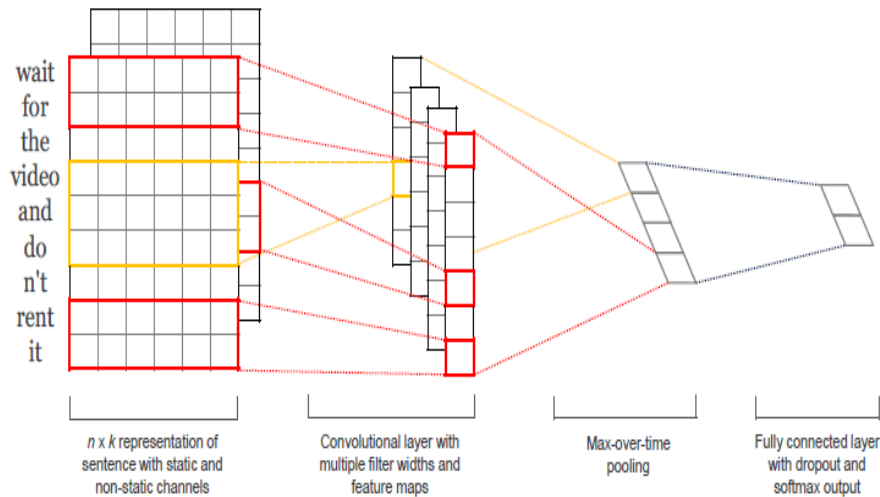 wait
for
the
video
and
do
n't
rent
it
n x k representation of
sentence with static and
non-static channels
Convolutional layer with
multiple filter widths and
feature maps
Max-over-time
pooling
Fully connected layer
with dropout and
softmax output